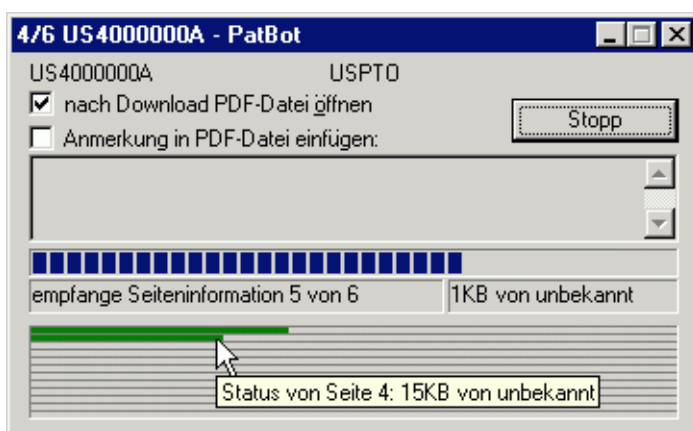 4/6 US4000000A - PatBot
US4000000A USPTO
nach Download PDF-Datei öffnen
Stopp
Anmerkung in PDF-Datei einfügen:
empfange Seiteninformation 5 von 6 1KB von unbekannt
Status von Seite 4: 15KB von unbekannt